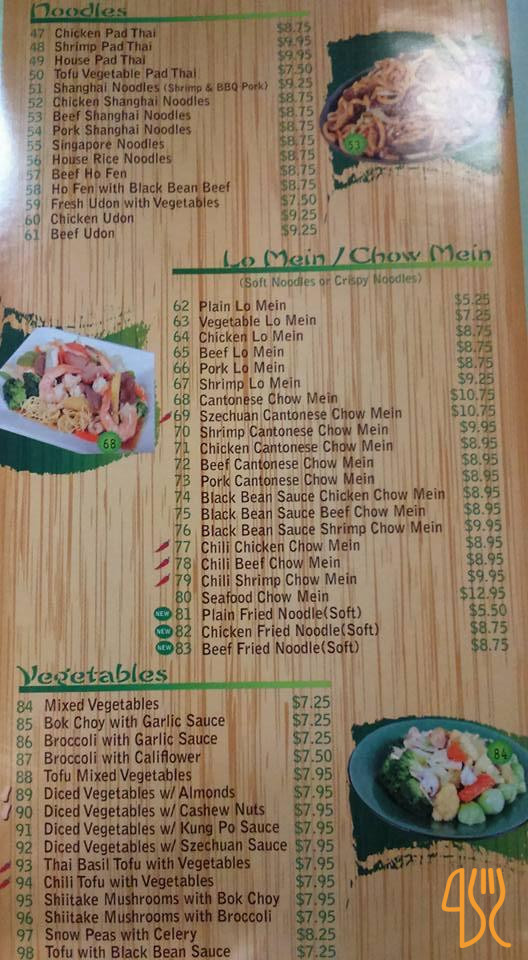 Noodles
47 Chicken Pad Thai $8.75
48 Shrimp Pad Thai $9.95
49 House Pad Thai $9.95
50 Tofu Vegetable Pad Thai $7.50
51 Shanghai Noodles (Shrimp & BBQ Pork) $9.25
52 Chicken Shanghai Noodles $8.75
53 Beef Shanghai Noodles $8.75
54 Pork Shanghai Noodles $8.75
55 Singapore Noodles $8.75
56 House Rice Noodles $8.75
57 Beef Ho Fen $8.75
58 Ho Fen with Black Bean Beef $8.75
59 Fresh Udon with Vegetables $7.50
60 Chicken Udon $9.25
61 Beef Udon $9.25
53
Lo Mein / Chow Mein
(Soft Noodles or Crispy Noodles)
62 Plain Lo Mein $5.25
63 Vegetable Lo Mein $7.25
64 Chicken Lo Mein $8.75
65 Beef Lo Mein $8.75
66 Pork Lo Mein $8.75
67 Shrimp Lo Mein $9.25
68 Cantonese Chow Mein $10.75
69 Szechuan Cantonese Chow Mein $10.75
70 Shrimp Cantonese Chow Mein $9.95
71 Chicken Cantonese Chow Mein $8.95
72 Beef Cantonese Chow Mein $8.95
73 Pork Cantonese Chow Mein $8.95
74 Black Bean Sauce Chicken Chow Mein $8.95
75 Black Bean Sauce Beef Chow Mein $8.95
76 Black Bean Sauce Shrimp Chow Mein $9.95
77 Chili Chicken Chow Mein $8.95
78 Chili Beef Chow Mein $8.95
79 Chili Shrimp Chow Mein $9.95
80 Seafood Chow Mein $12.95
NEW 81 Plain Fried Noodle(Soft) $5.50
NEW 82 Chicken Fried Noodle(Soft) $8.75
NEW 83 Beef Fried Noodle(Soft) $8.75
68
Vegetables
84 Mixed Vegetables $7.25
85 Bok Choy with Garlic Sauce $7.25
86 Broccoli with Garlic Sauce $7.25
87 Broccoli with Califlower $7.50
88 Tofu Mixed Vegetables $7.95
89 Diced Vegetables w/ Almonds $7.95
90 Diced Vegetables w/ Cashew Nuts $7.95
91 Diced Vegetables w/ Kung Po Sauce $7.95
92 Diced Vegetables w/ Szechuan Sauce $7.95
93 Thai Basil Tofu with Vegetables $7.95
94 Chili Tofu with Vegetables $7.95
95 Shiitake Mushrooms with Bok Choy $7.95
96 Shiitake Mushrooms with Broccoli $7.95
97 Snow Peas with Celery $8.25
98 Tofu with Black Bean Sauce $7.25
84